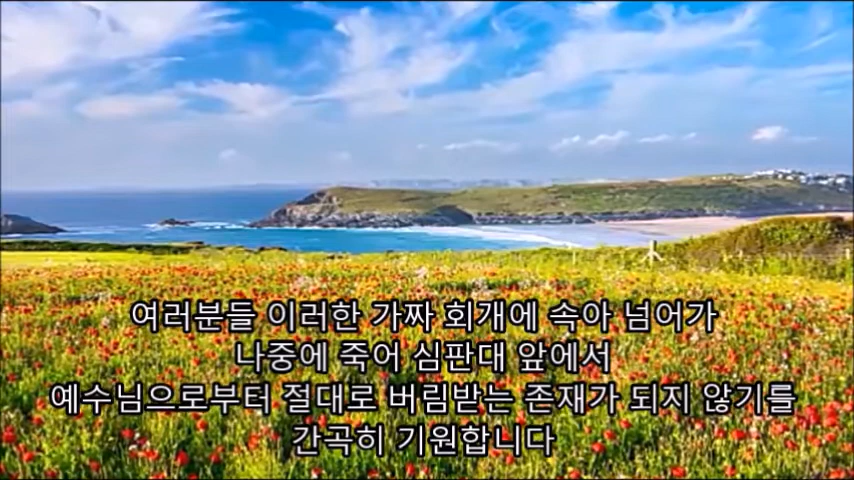 여러분들 이러한 가짜 회개에 속아 넘어가
나중에 죽어 심판대 앞에서
예수님으로부터 절대로 버림받는 존재가 되지 않기를
간곡히 기원합니다